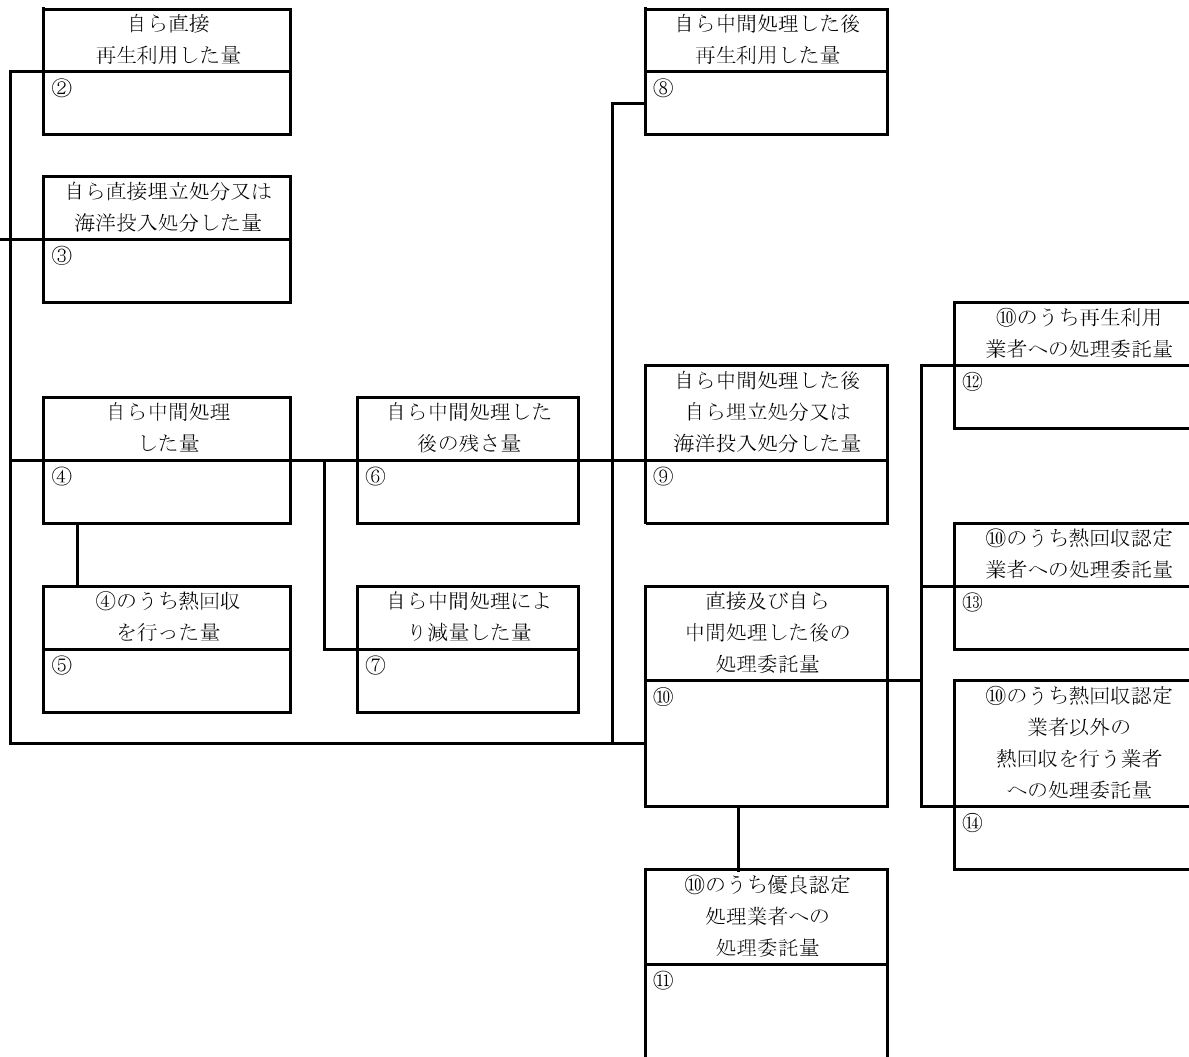 自ら直接
再生利用した量
②
自ら直接埋立処分又は
海洋投入処分した量
③
自ら中間処理
した量
④
④のうち熱回収
を行った量
⑤
自ら中間処理した
後の残さ量
⑥
自ら中間処理によ
り減量した量
⑦
自ら中間処理した後
再生利用した量
⑧
自ら中間処理した後
自ら埋立処分又は
海洋投入処分した量
⑨
直接及び自ら
中間処理した後の
処理委託量
⑩
⑩のうち優良認定
処理業者への
処理委託量
⑪
⑩のうち再生利用
業者への処理委託量
⑫
⑩のうち熱回収認定
業者への処理委託量
⑬
⑩のうち熱回収認定
業者以外の
熱回収を行う業者
への処理委託量
⑭